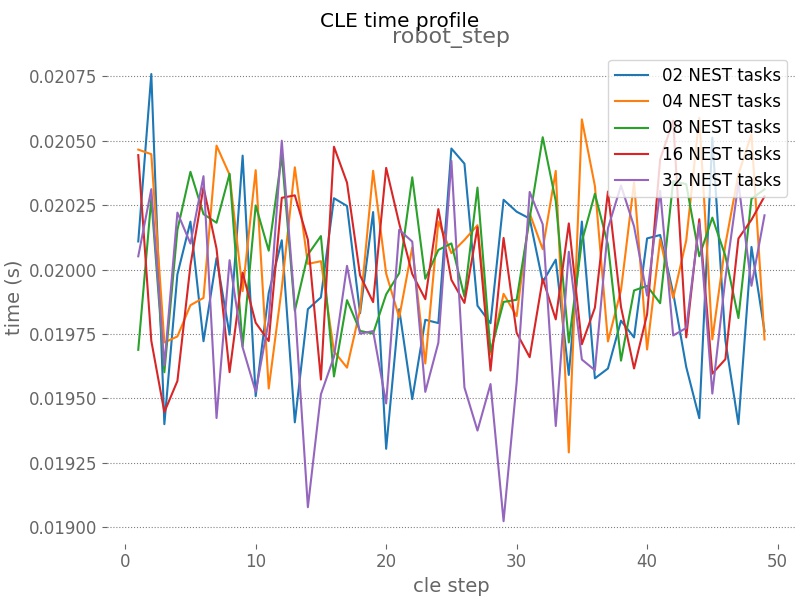 CLE time profile
robot_step
02 NEST tasks
04 NEST tasks
08 NEST tasks
16 NEST tasks
32 NEST tasks
time (s)
0.02075
0.02050
0.02025
0.02000
0.01975
0.01950
0.01925
0.01900
0 10 20 30 40 50
cle step